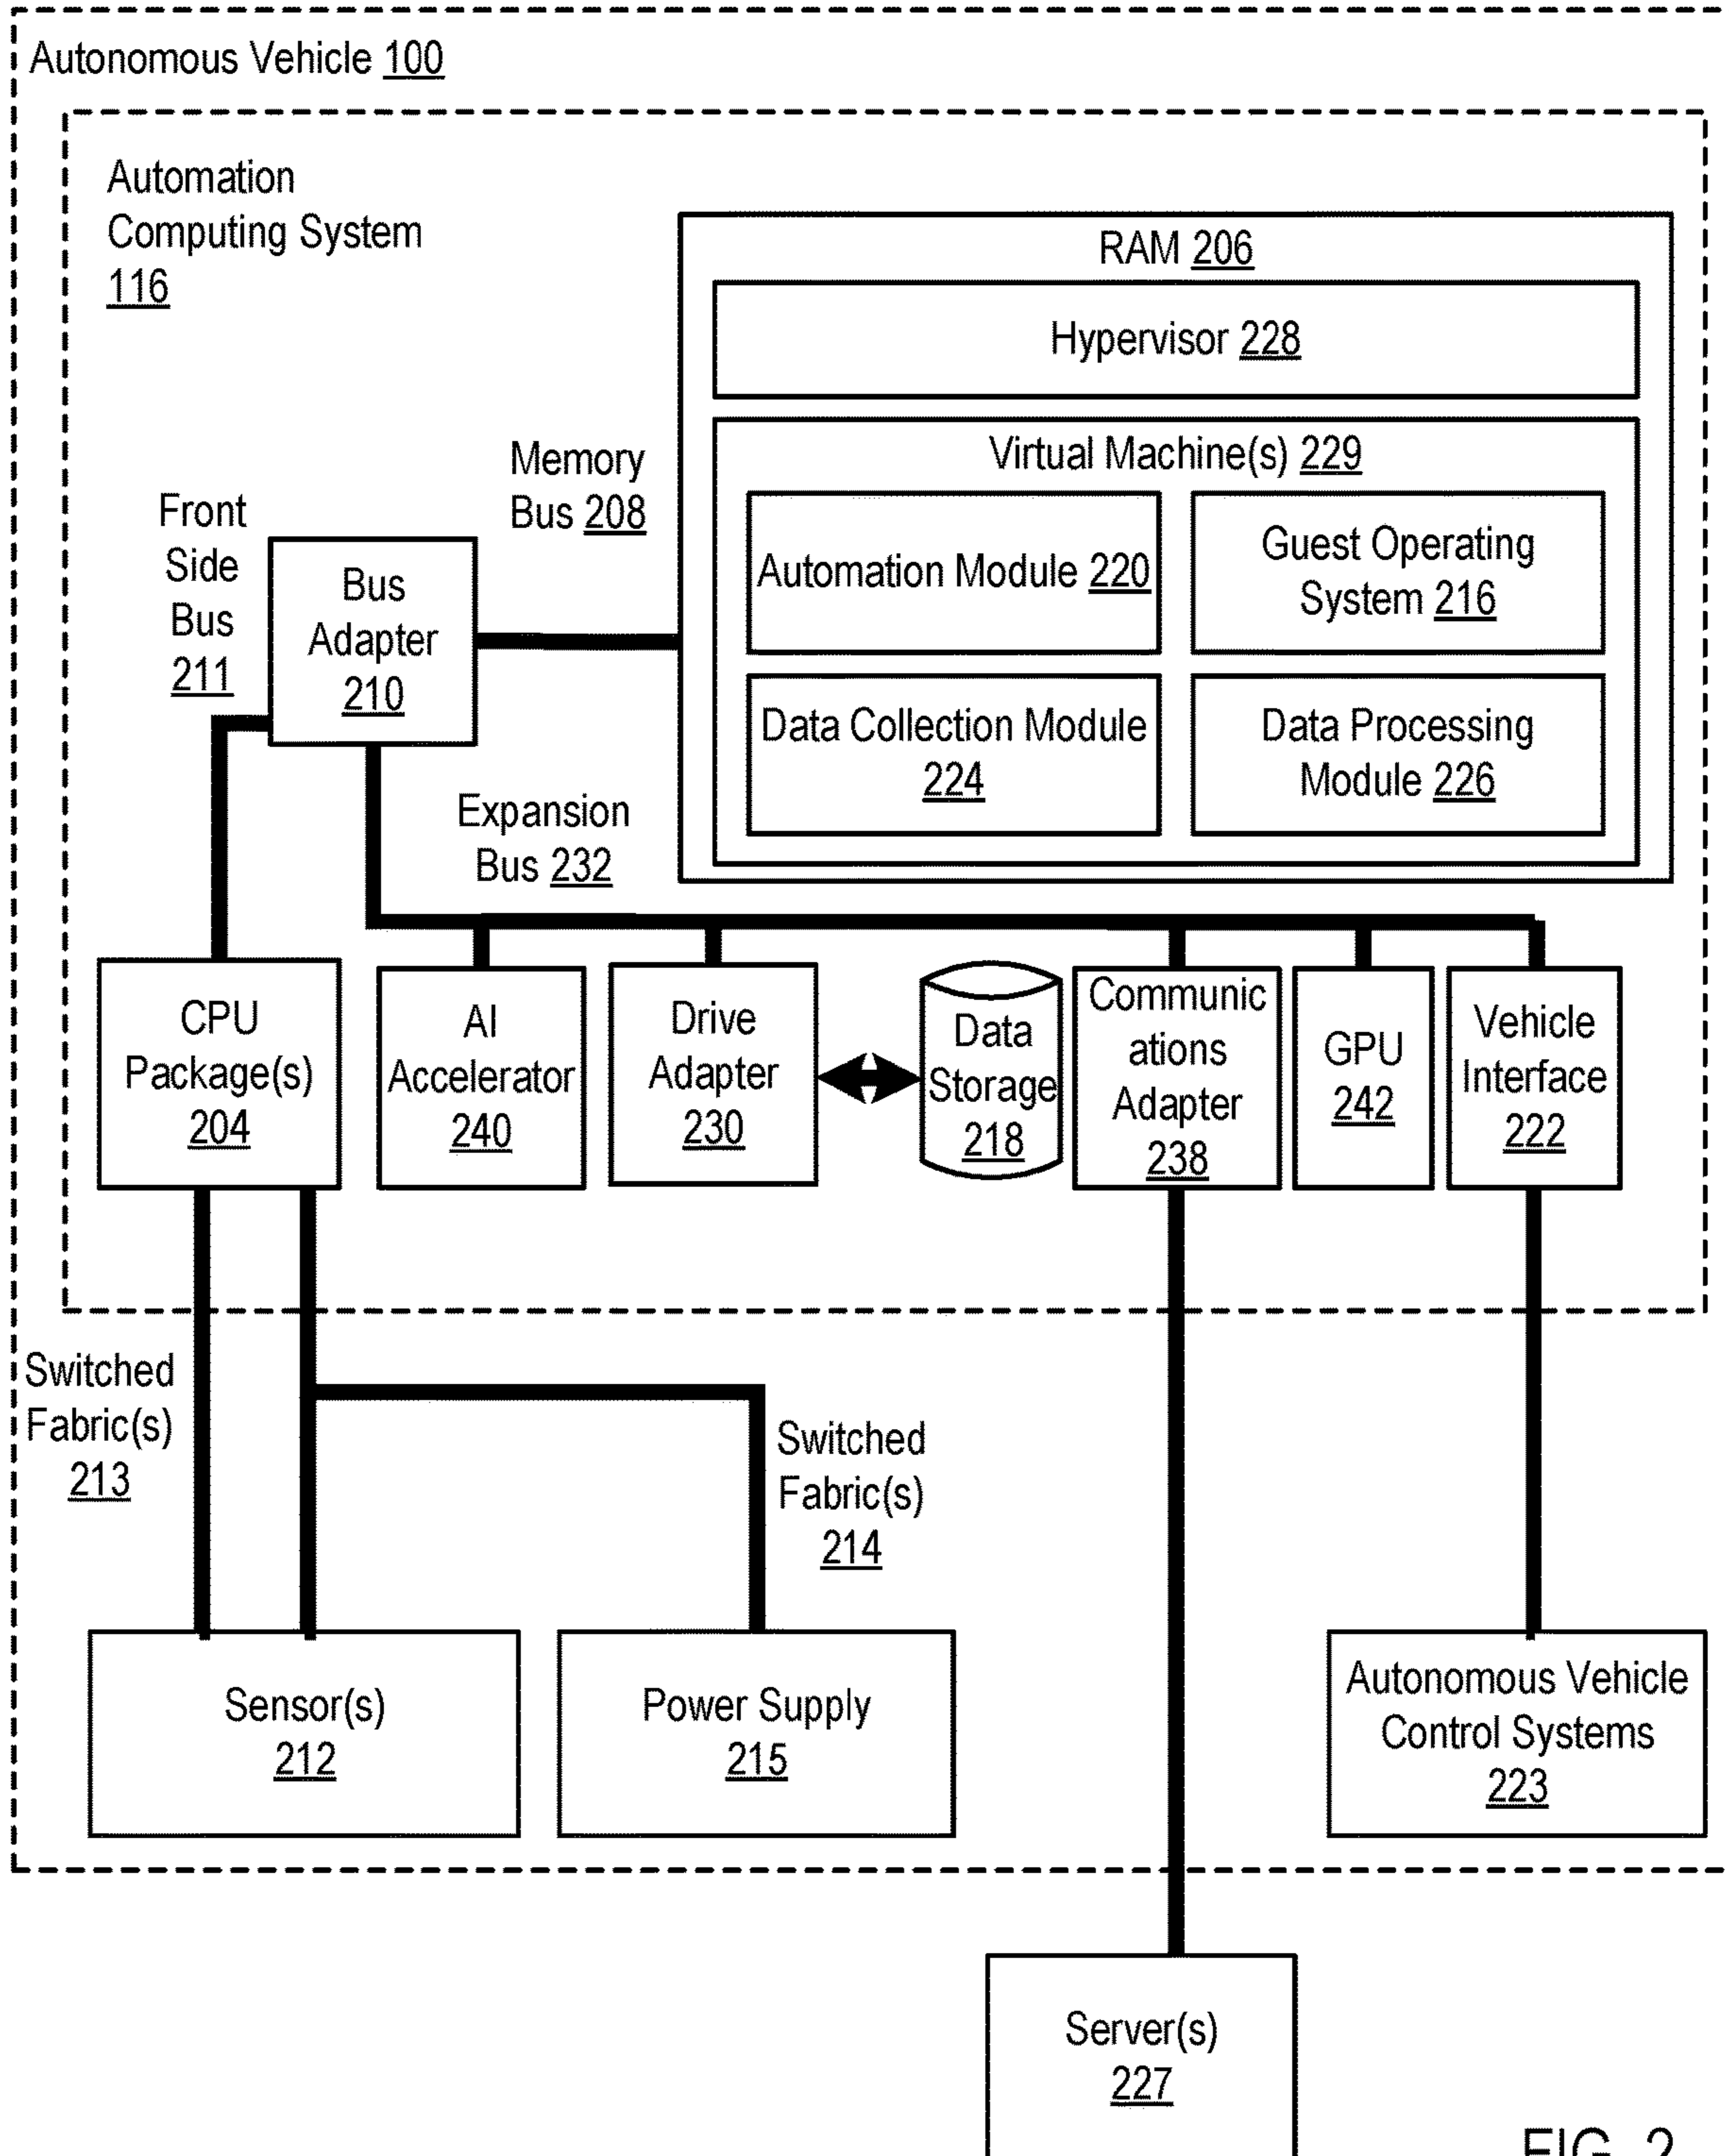 Autonomous Vehicle 100
Automation
Computing System
116
RAM 206
Hypervisor 228
Virtual Machine(s) 229
Automation Module 220
Guest Operating
System 216
Data Collection Module
224
Data Processing
Module 226
Memory
Bus 208
Front
Side
Bus
211
Bus
Adapter
210
Expansion
Bus 232
CPU
Package(s)
204
AI
Accelerator
240
Drive
Adapter
230
Data
Storage
218
Communic
ations
Adapter
238
GPU
242
Vehicle
Interface
222
Switched
Fabric(s)
213
Switched
Fabric(s)
214
Sensor(s)
212
Power Supply
215
Autonomous Vehicle
Control Systems
223
Server(s)
227
FIG. 2